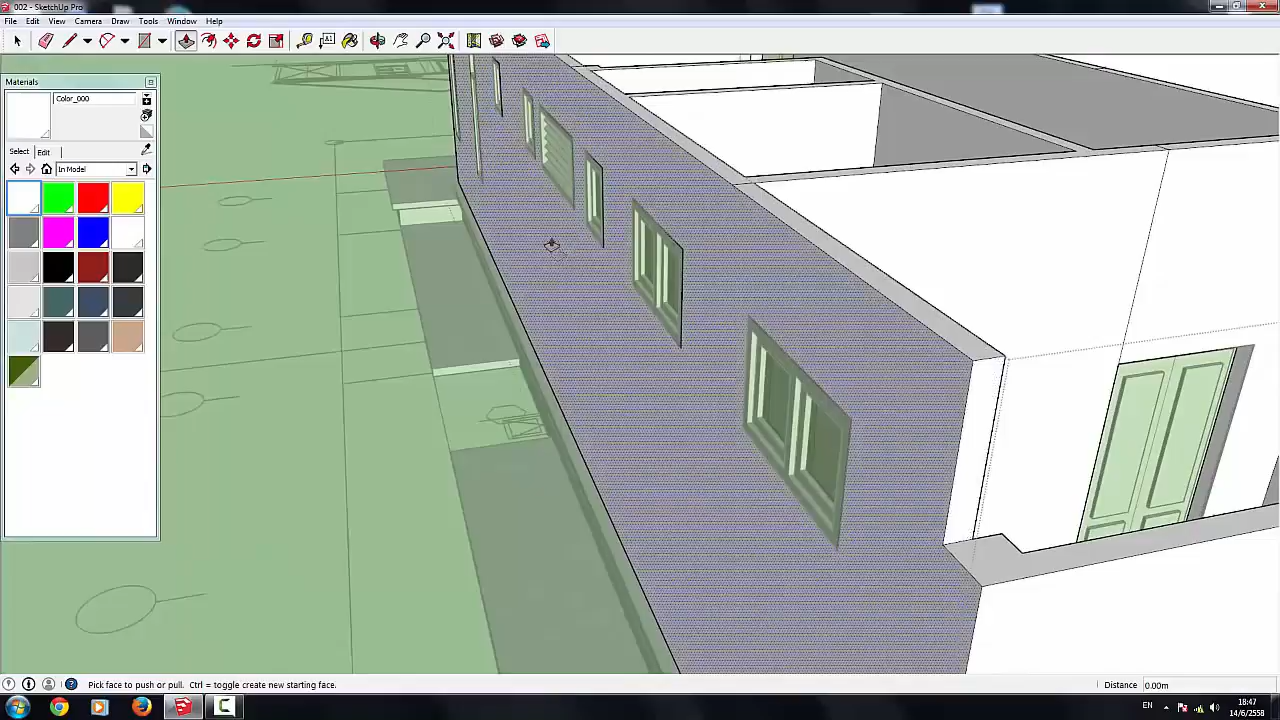 002 - SketchUp Pro
File Edit View Camera Draw Tools Window Help
Materials
Color_000
Select Edit
In Model
Pick face to push or pull. Ctrl = toggle create new starting face.
Distance 0.00m
EN
18:47
14/6/2558